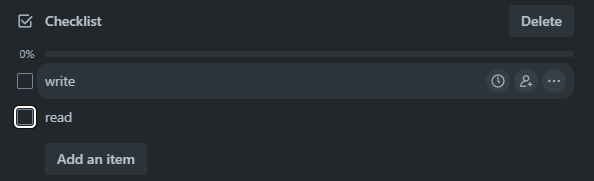 Checklist
Delete
0%
write
read
Add an item